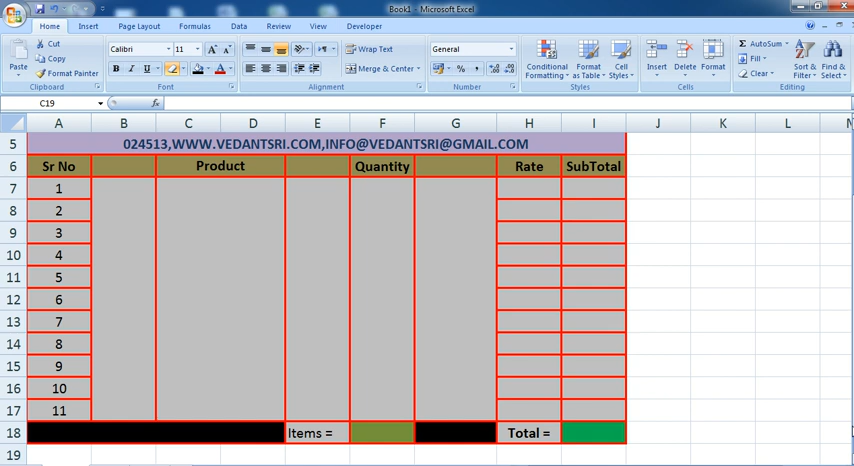 Book1 - Microsoft Excel
Home Insert Page Layout Formulas Data Review View Developer
Cut
Copy
Format Painter
Paste
Clipboard
Calibri 11
B I U
Font
Wrap Text
Merge & Center
Alignment
General
% ,
Number
Conditional Formatting
Format as Table
Cell Styles
Styles
Insert Delete Format
Cells
Σ AutoSum
Fill
Clear
Sort & Filter
Find & Select
Editing
C19 fx
A B C D E F G H I J K L
5 024513,WWW.VEDANTSRI.COM,INFO@VEDANTSRI@GMAIL.COM
6 Sr No Product Quantity Rate SubTotal
7 1
8 2
9 3
10 4
11 5
12 6
13 7
14 8
15 9
16 10
17 11
18 Items = Total =
19